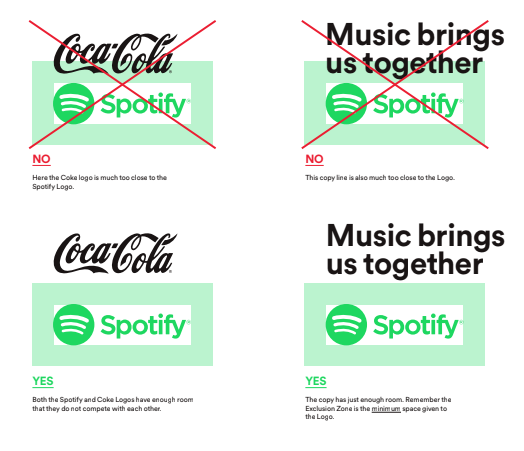 Coca-Cola
Spotify
NO
Here the Coke logo is much too close to the
Spotify Logo.
Music brings
us together
Spotify
NO
This copy line is also much too close to the Logo.
Coca-Cola
Spotify
YES
Both the Spotify and Coke Logos have enough room
that they do not compete with each other.
Music brings
us together
Spotify
YES
The copy has just enough room. Remember the
Exclusion Zone is the minimum space given to
the Logo.